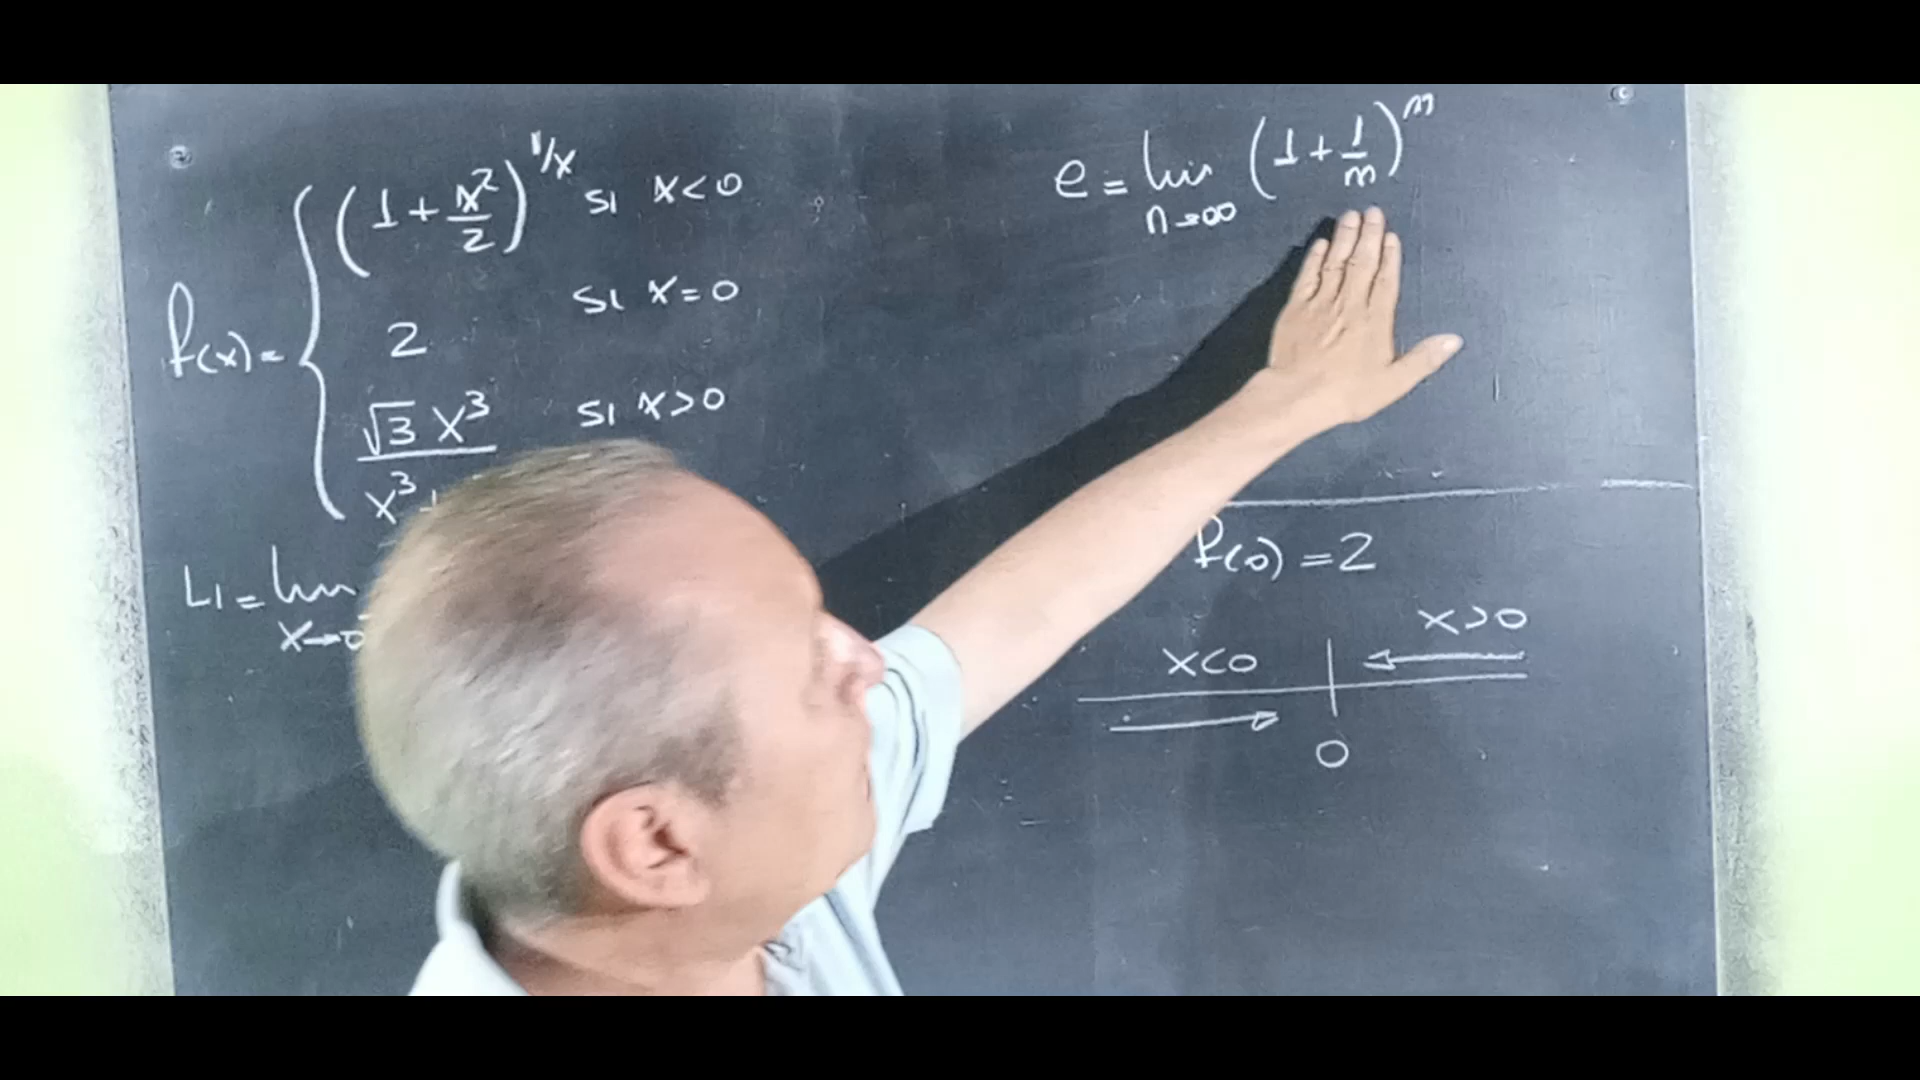 f(x) = { (1 + x²/2)^(1/x) si x<0
2 si x=0
√3 x³ / x³ + si x>0
L1 = lim x→0
e = lim n→∞ (1 + 1/m)^m
f(0) = 2
x<0 x>0
0